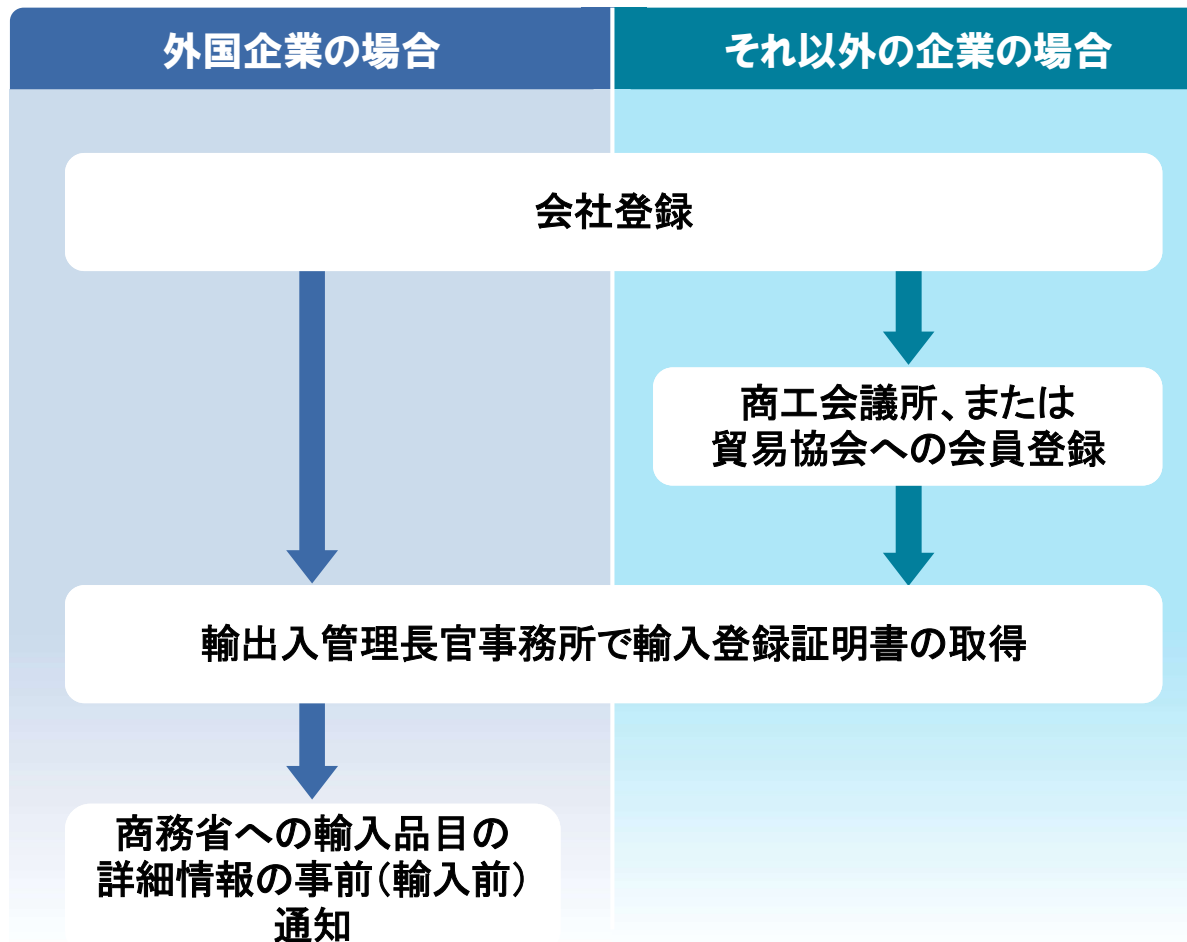 外国企業の場合
それ以外の企業の場合
会社登録
商工会議所、または
貿易協会への会員登録
輸出入管理長官事務所で輸入登録証明書の取得
商務省への輸入品目の
詳細情報の事前(輸入前)
通知